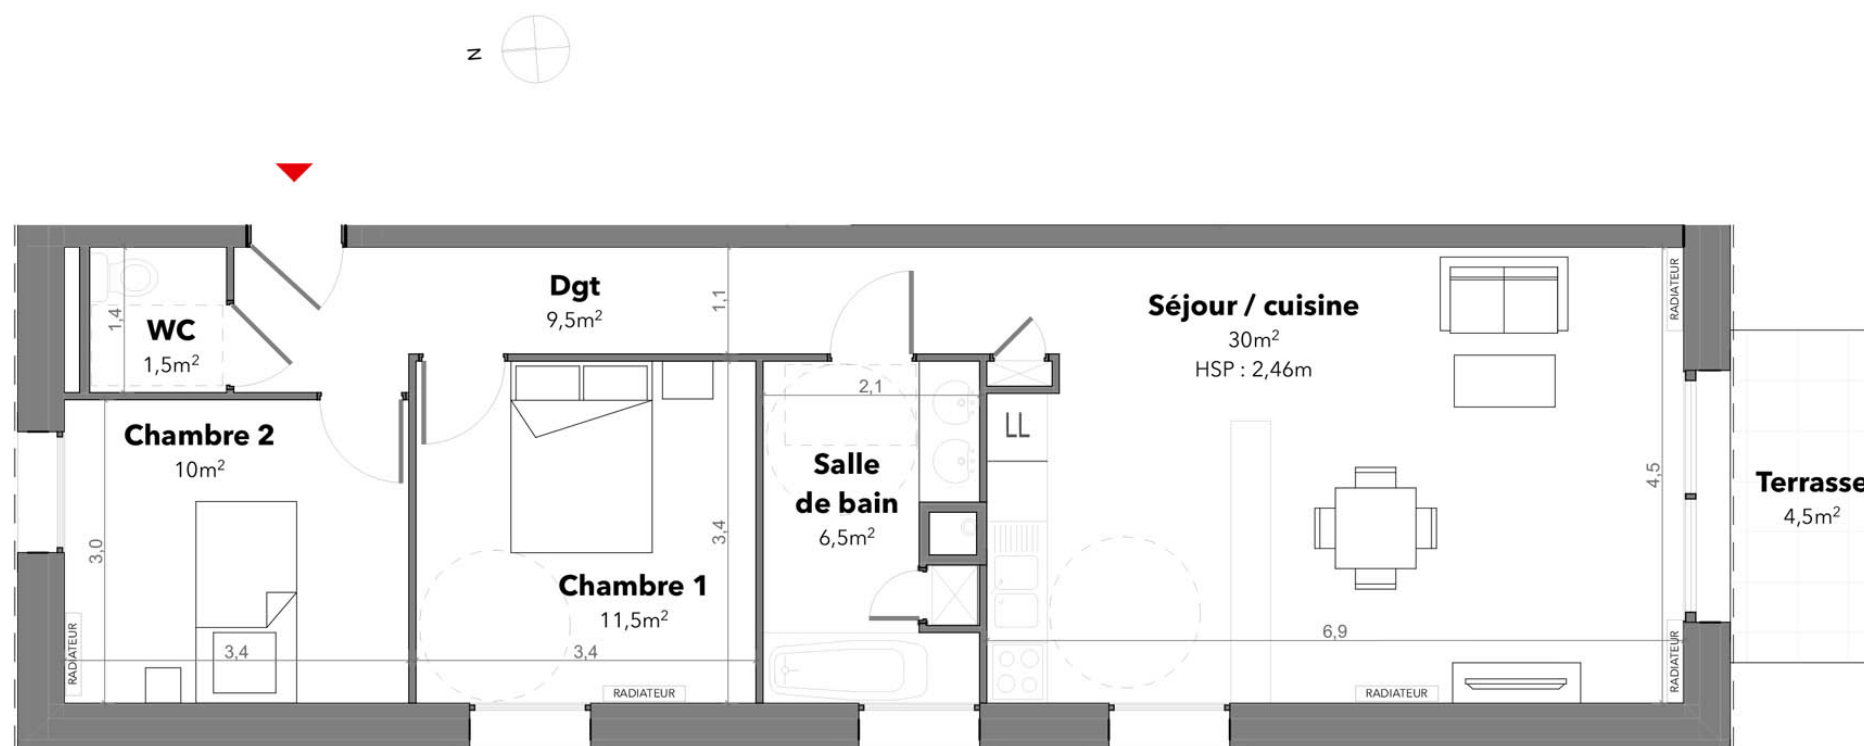 N
Dgt
9,5m²
1,1
WC
1,5m²
1,4
Séjour / cuisine
30m²
HSP : 2,46m
RADIATEUR
2,1
LL
Chambre 2
10m²
3,0
3,4
RADIATEUR
Chambre 1
11,5m²
3,4
3,4
RADIATEUR
Salle
de bain
6,5m²
4,5
6,9
RADIATEUR
RADIATEUR
Terrasse
4,5m²